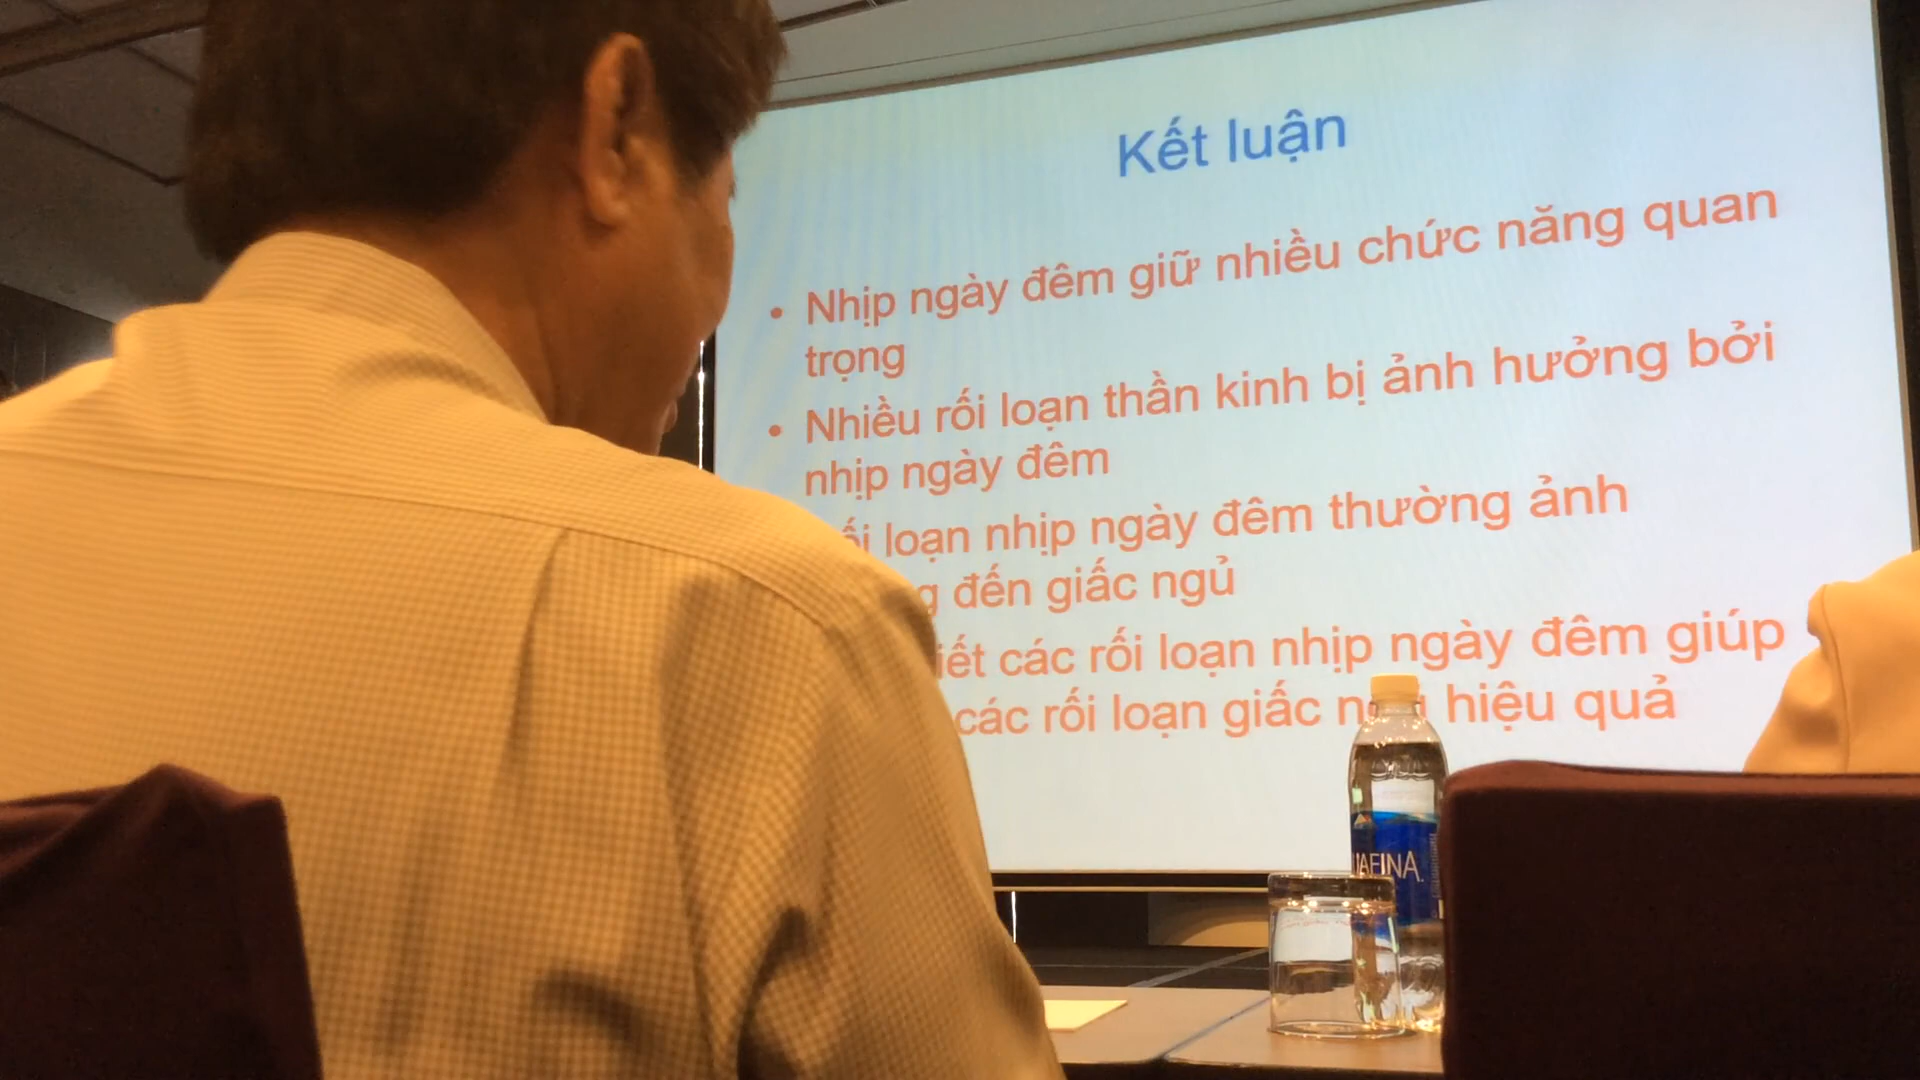 Kết luận
• Nhịp ngày đêm giữ nhiều chức năng quan
trọng
• Nhiều rối loạn thần kinh bị ảnh hưởng bởi
nhịp ngày đêm
loạn nhịp ngày đêm thường ảnh
đến giấc ngủ
các rối loạn nhịp ngày đêm giúp
các rối loạn giấc hiệu quả